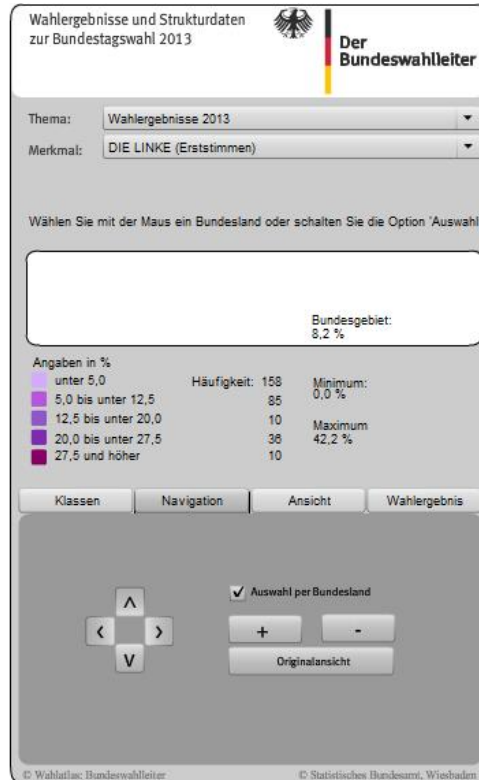 Wahlergebnisse und Strukturdaten
zur Bundestagswahl 2013
Der
Bundeswahlleiter
Thema: Wahlergebnisse 2013
Merkmal: DIE LINKE (Erststimmen)
Wählen Sie mit der Maus ein Bundesland oder schalten Sie die Option 'Auswahl
Bundesgebiet:
8,2 %
Angaben in %
unter 5,0 Häufigkeit: 158 Minimum:
0,0 %
5,0 bis unter 12,5 85
12,5 bis unter 20,0 10 Maximum
20,0 bis unter 27,5 36 42,2 %
27,5 und höher 10
Klassen Navigation Ansicht Wahlergebnis
Auswahl per Bundesland
+ -
Originalansicht
© Wahlatlas: Bundeswahlleiter © Statistisches Bundesamt, Wiesbaden